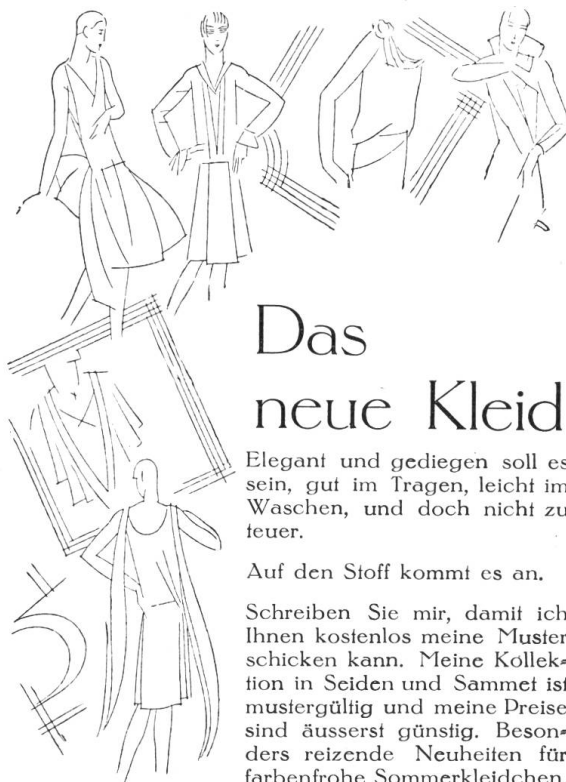 Das
neue Kleid
Elegant und gediegen soll es
sein, gut im Tragen, leicht im
Waschen, und doch nicht zu
teuer.
Auf den Stoff kommt es an.
Schreiben Sie mir, damit ich
Ihnen kostenlos meine Muster
schicken kann. Meine Kollek-
tion in Seiden und Sammet ist
mustergültig und meine Preise
sind äusserst günstig. Beson-
ders reizende Neuheiten für
farbenfrohe Sommerkleidchen